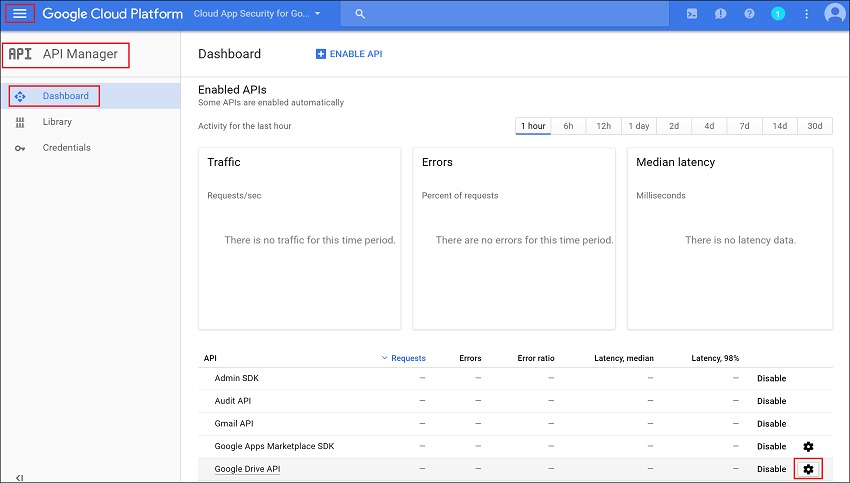 Google Cloud Platform Cloud App Security for Go... 1
API API Manager
Dashboard ENABLE API
Dashboard
Library
Credentials
Enabled APIs
Some APIs are enabled automatically
Activity for the last hour
1 hour 6h 12h 1 day 2d 4d 7d 14d 30d
Traffic
Requests/sec
There is no traffic for this time period.
Errors
Percent of requests
There are no errors for this time period.
Median latency
Milliseconds
There is no latency data.
API Requests Errors Error ratio Latency, median Latency, 98%
Admin SDK — — — — — Disable
Audit API — — — — — Disable
Gmail API — — — — — Disable
Google Apps Marketplace SDK — — — — — Disable
Google Drive API — — — — — Disable